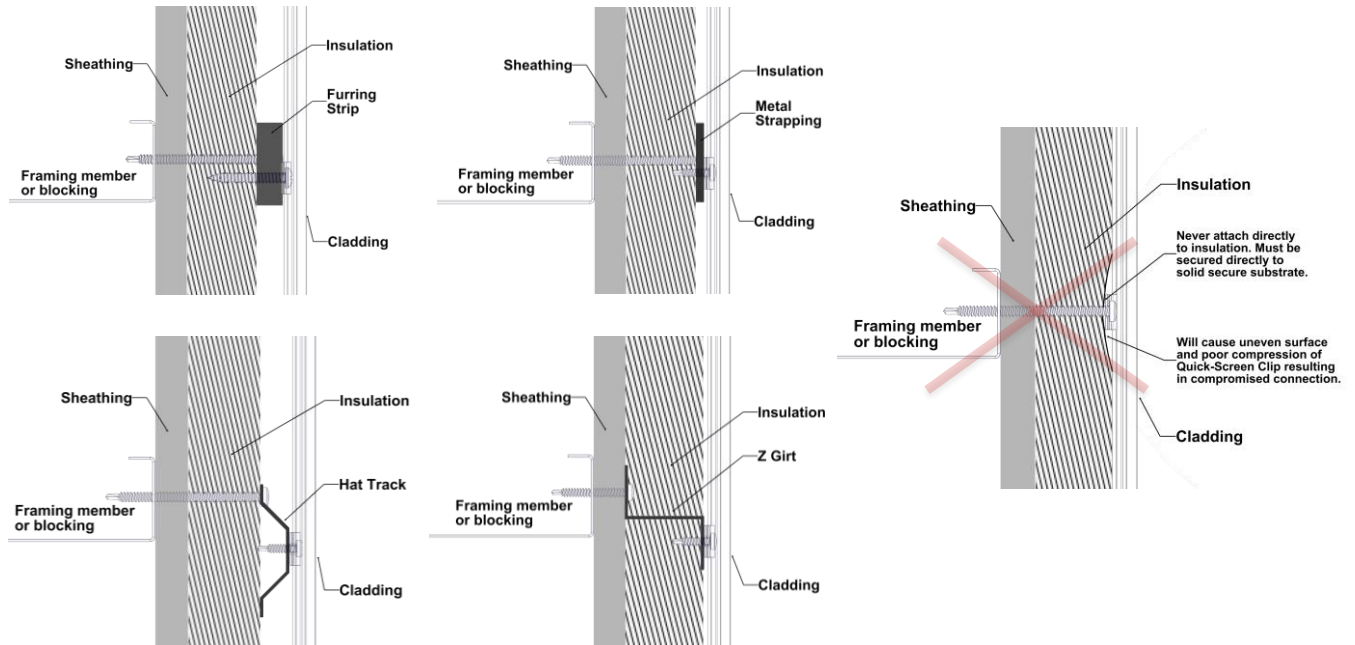 Sheathing
Insulation
Furring
Strip
Framing member
or blocking
Cladding
Sheathing
Insulation
Metal
Strapping
Framing member
or blocking
Cladding
Sheathing
Insulation
Hat Track
Framing member
or blocking
Cladding
Sheathing
Insulation
Z Girt
Framing member
or blocking
Cladding
Insulation
Sheathing
Never attach directly
to insulation. Must be
secured directly to
solid secure substrate.
Framing member
or blocking
Will cause uneven surface
and poor compression of
Quick-Screen Clip resulting
in compromised connection.
Cladding